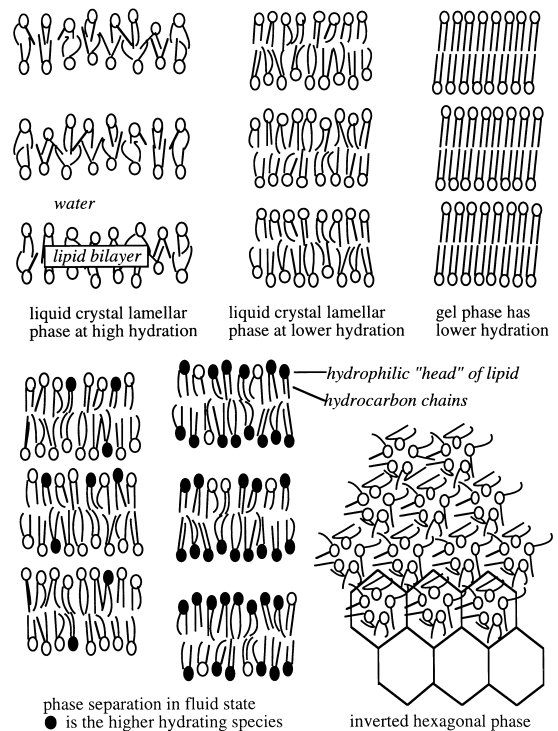 water
lipid bilayer
liquid crystal lamellar
phase at high hydration
liquid crystal lamellar
phase at lower hydration
gel phase has
lower hydration
hydrophilic "head" of lipid
hydrocarbon chains
phase separation in fluid state
is the higher hydrating species
inverted hexagonal phase